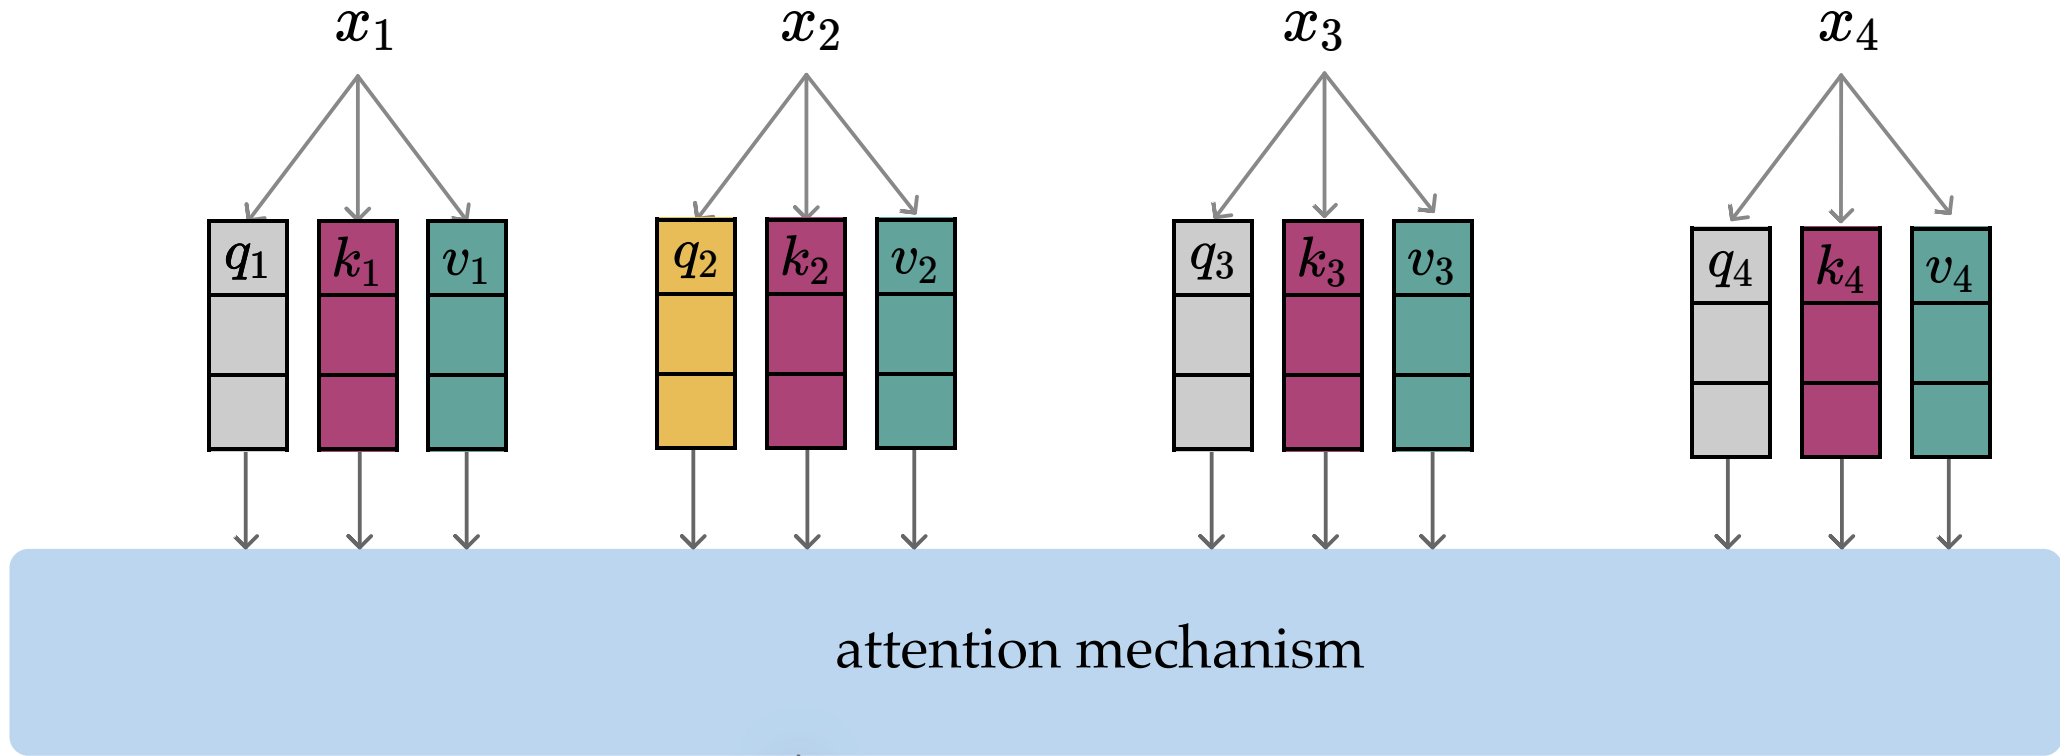 x₁ x₂ x₃ x₄
q₁ k₁ v₁ q₂ k₂ v₂ q₃ k₃ v₃ q₄ k₄ v₄
attention mechanism